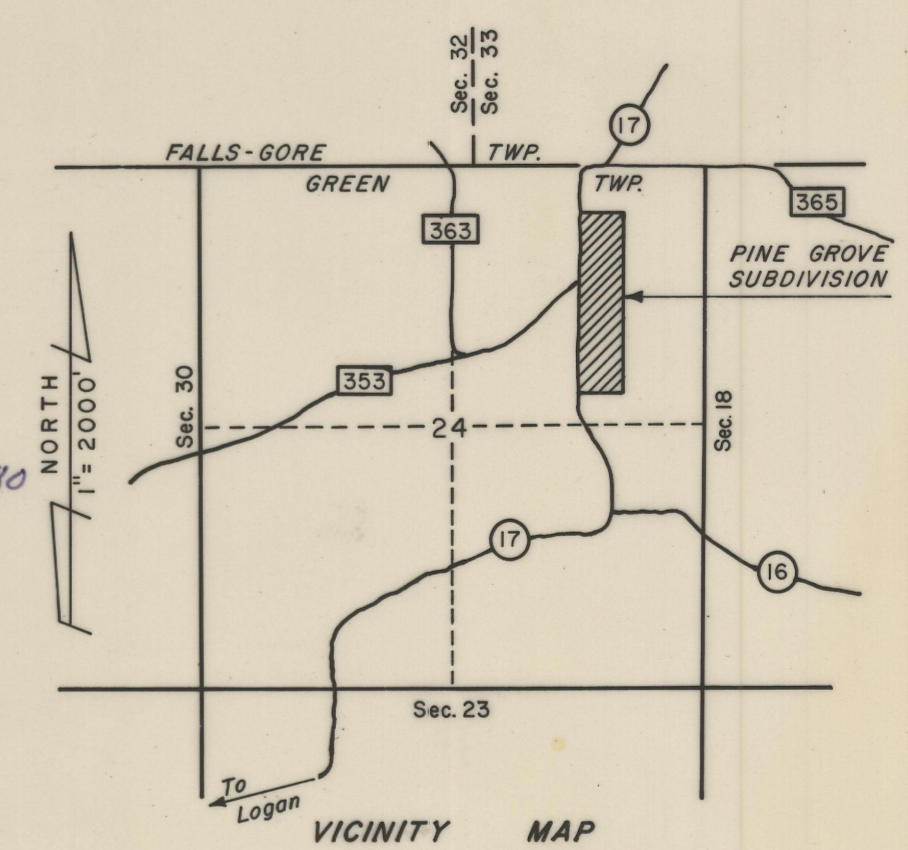 Sec. 32
Sec. 33
17
FALLS-GORE TWP.
GREEN TWP.
363
365
PINE GROVE
SUBDIVISION
353
Sec. 30
24
Sec. 18
NORTH
1" = 2000'
17
16
Sec. 23
To
Logan
VICINITY MAP